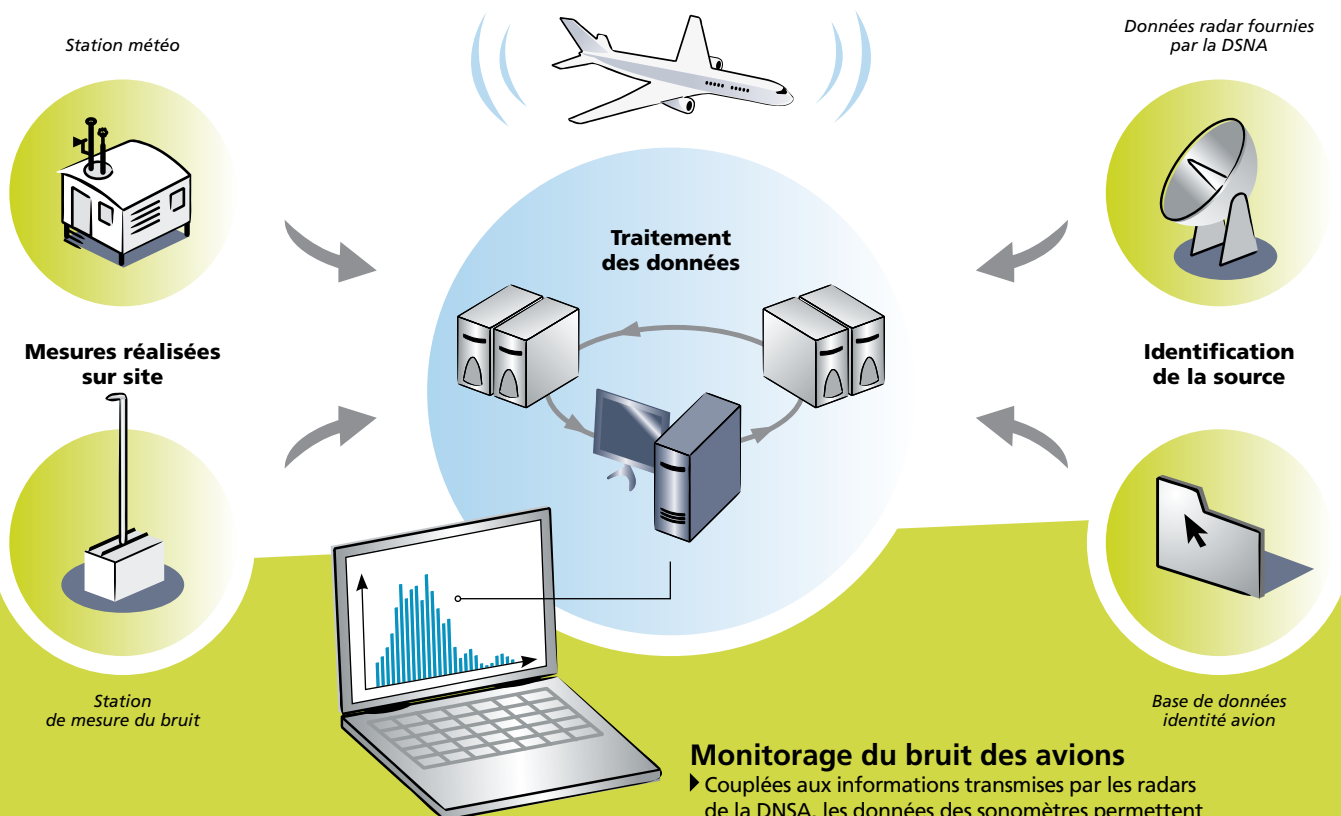 Station météo
Données radar fournies
par la DSNA
Traitement
des données
Mesures réalisées
sur site
Identification
de la source
Station
de mesure du bruit
Base de données
identité avion
Monitorage du bruit des avions
Couplées aux informations transmises par les radars
de la DNSA, les données des sonomètres permettent